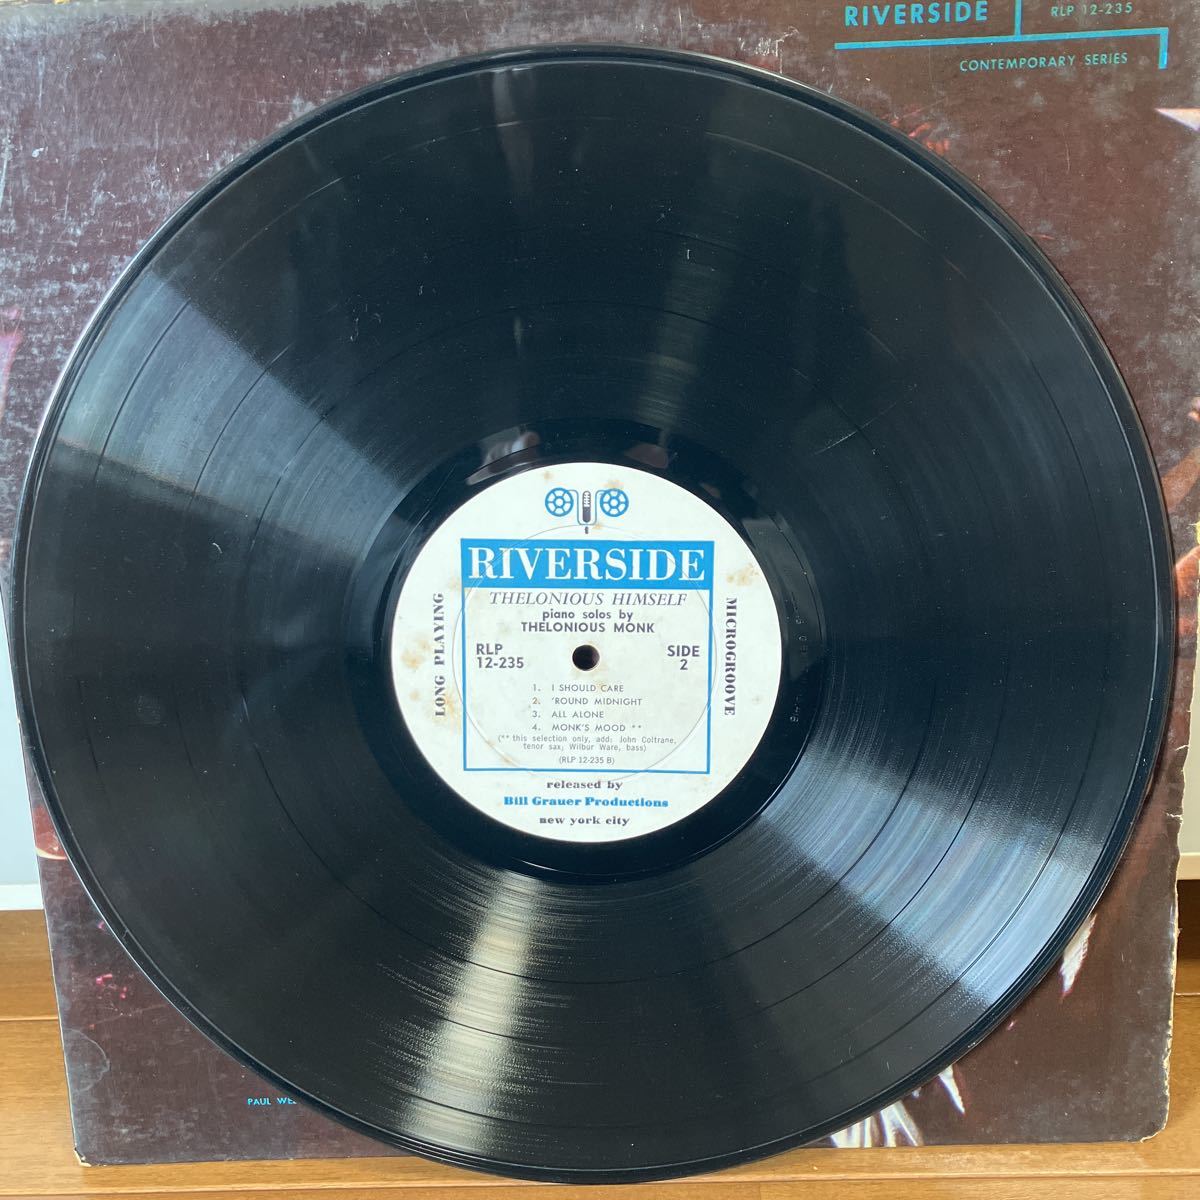 RIVERSIDE
RLP 12-235
CONTEMPORARY SERIES
RIVERSIDE
THELONIOUS HIMSELF
piano solos by
THELONIOUS MONK
LONG PLAYING
MICROGROOVE
RLP
12-235
SIDE
2
1. I SHOULD CARE
2. 'ROUND MIDNIGHT
3. ALL ALONE
4. MONK'S MOOD **
(** this selection only, add: John Coltrane,
tenor sax; Wilbur Ware, bass)
(RLP 12-235 B)
released by
Bill Grauer Productions
new york city
PAUL